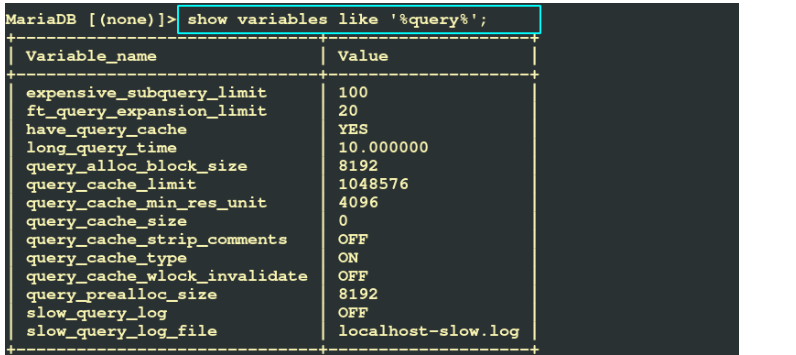 MariaDB [(none)]> show variables like '%query%';
+------------------------------+--------------------+
| Variable_name | Value |
+------------------------------+--------------------+
| expensive_subquery_limit | 100 |
| ft_query_expansion_limit | 20 |
| have_query_cache | YES |
| long_query_time | 10.000000 |
| query_alloc_block_size | 8192 |
| query_cache_limit | 1048576 |
| query_cache_min_res_unit | 4096 |
| query_cache_size | 0 |
| query_cache_strip_comments | OFF |
| query_cache_type | ON |
| query_cache_wlock_invalidate | OFF |
| query_prealloc_size | 8192 |
| slow_query_log | OFF |
| slow_query_log_file | localhost-slow.log |
+------------------------------+--------------------+